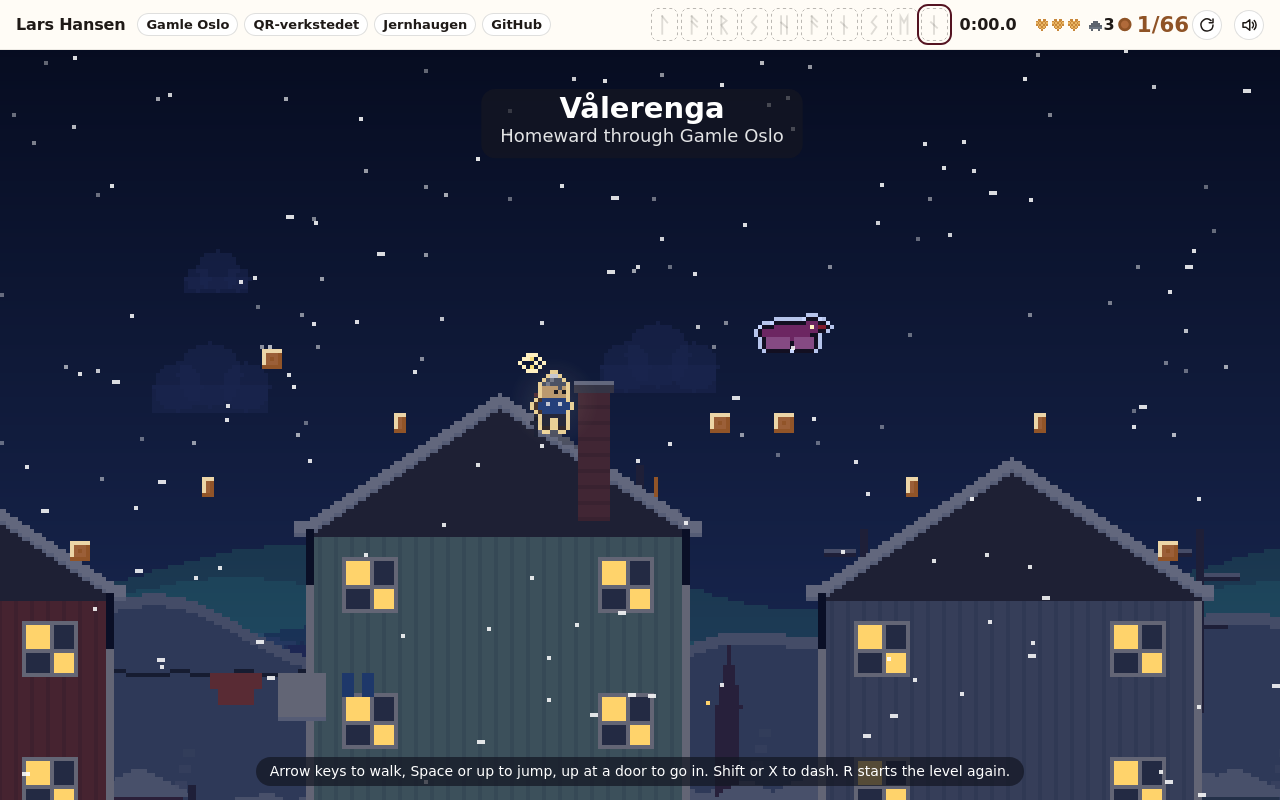 Lars Hansen Gamle Oslo QR-verkstedet Jernhaugen GitHub ᛚ ᚨ ᚱ ᛊ ᚺ ᚨ ᚾ ᛊ ᛖ ᚾ 0:00.0 3 1/66
Vålerenga
Homeward through Gamle Oslo
Arrow keys to walk, Space or up to jump, up at a door to go in. Shift or X to dash. R starts the level again.